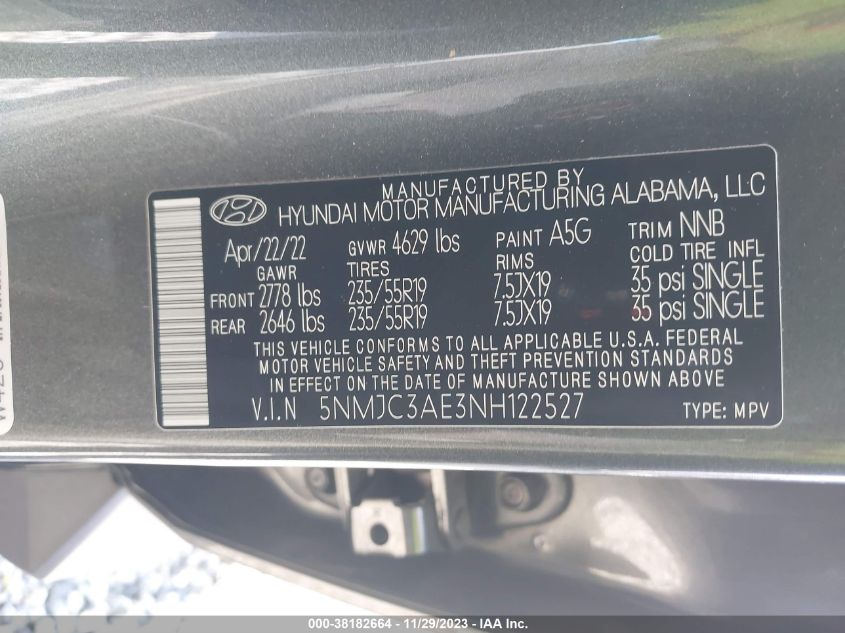 MANUFACTURED BY
HYUNDAI MOTOR MANUFACTURING ALABAMA, LLC
Apr/22/22 GVWR 4629 lbs PAINT A5G TRIM NNB
GAWR TIRES RIMS COLD TIRE INFL
FRONT 2778 lbs 235/55R19 7.5JX19 35 psi SINGLE
REAR 2646 lbs 235/55R19 7.5JX19 35 psi SINGLE
THIS VEHICLE CONFORMS TO ALL APPLICABLE U.S.A. FEDERAL
MOTOR VEHICLE SAFETY AND THEFT PREVENTION STANDARDS
IN EFFECT ON THE DATE OF MANUFACTURE SHOWN ABOVE
V.I.N 5NMJC3AE3NH122527 TYPE: MPV
000-38182664 - 11/29/2023 - IAA Inc.